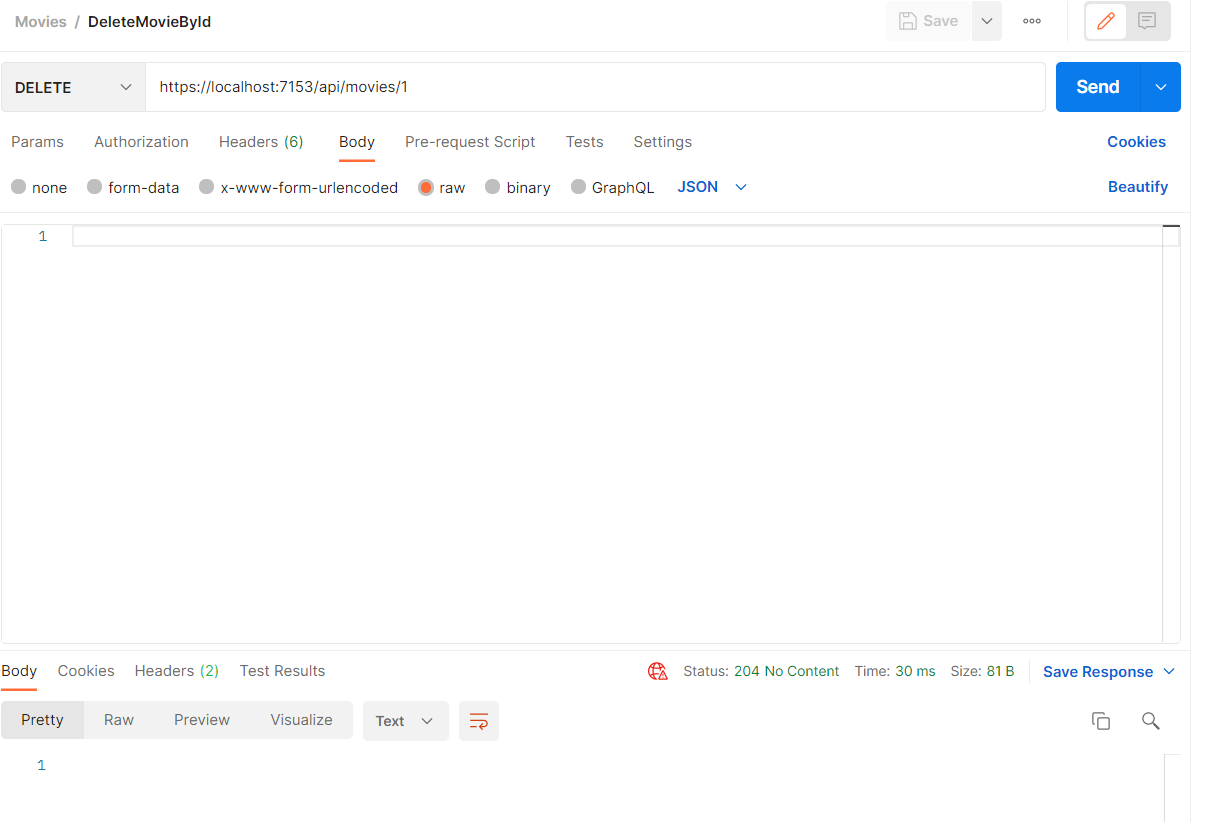 Movies / DeleteMovieById
Save
DELETE https://localhost:7153/api/movies/1 Send
Params Authorization Headers (6) Body Pre-request Script Tests Settings Cookies
none form-data x-www-form-urlencoded raw binary GraphQL JSON Beautify
1
Body Cookies Headers (2) Test Results Status: 204 No Content Time: 30 ms Size: 81 B Save Response
Pretty Raw Preview Visualize Text
1